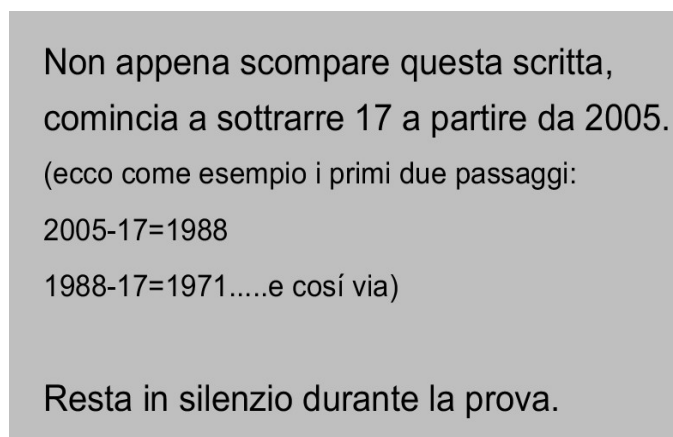 Non appena scompare questa scritta,
comincia a sottrarre 17 a partire da 2005.
(ecco come esempio i primi due passaggi:
2005-17=1988
1988-17=1971.....e cosí via)
Resta in silenzio durante la prova.